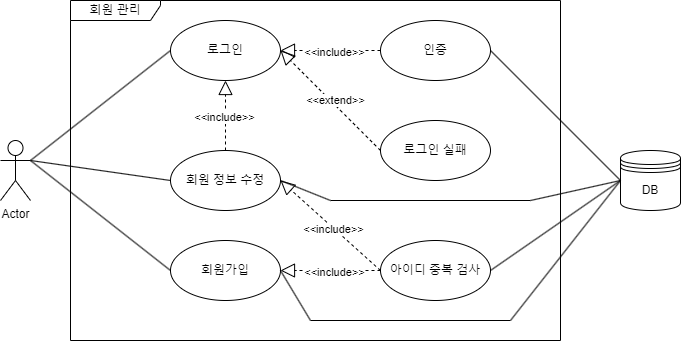 회원 관리
로그인
<<include>>
인증
<<extend>>
<<include>>
로그인 실패
Actor
회원 정보 수정
DB
<<include>>
회원가입
<<include>>
아이디 중복 검사